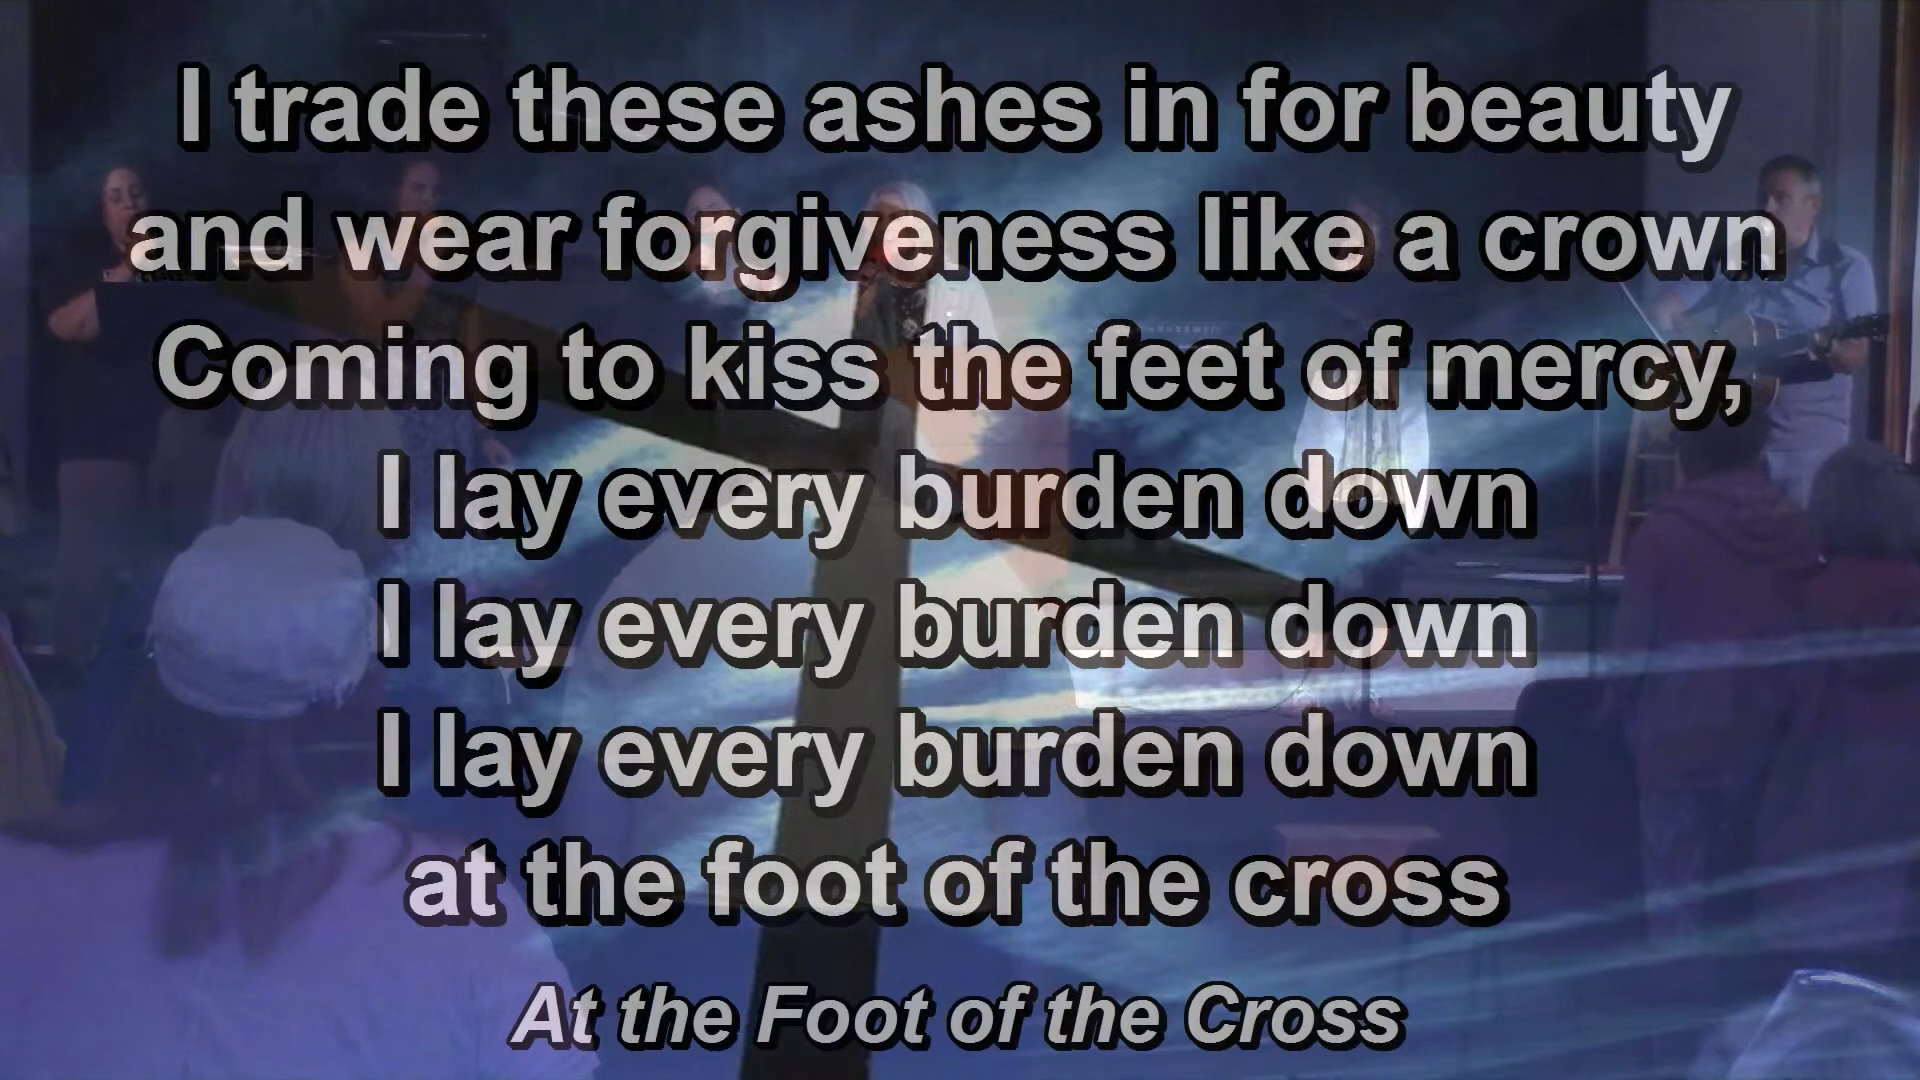 I trade these ashes in for beauty
and wear forgiveness like a crown
Coming to kiss the feet of mercy,
I lay every burden down
I lay every burden down
I lay every burden down
at the foot of the cross
At the Foot of the Cross